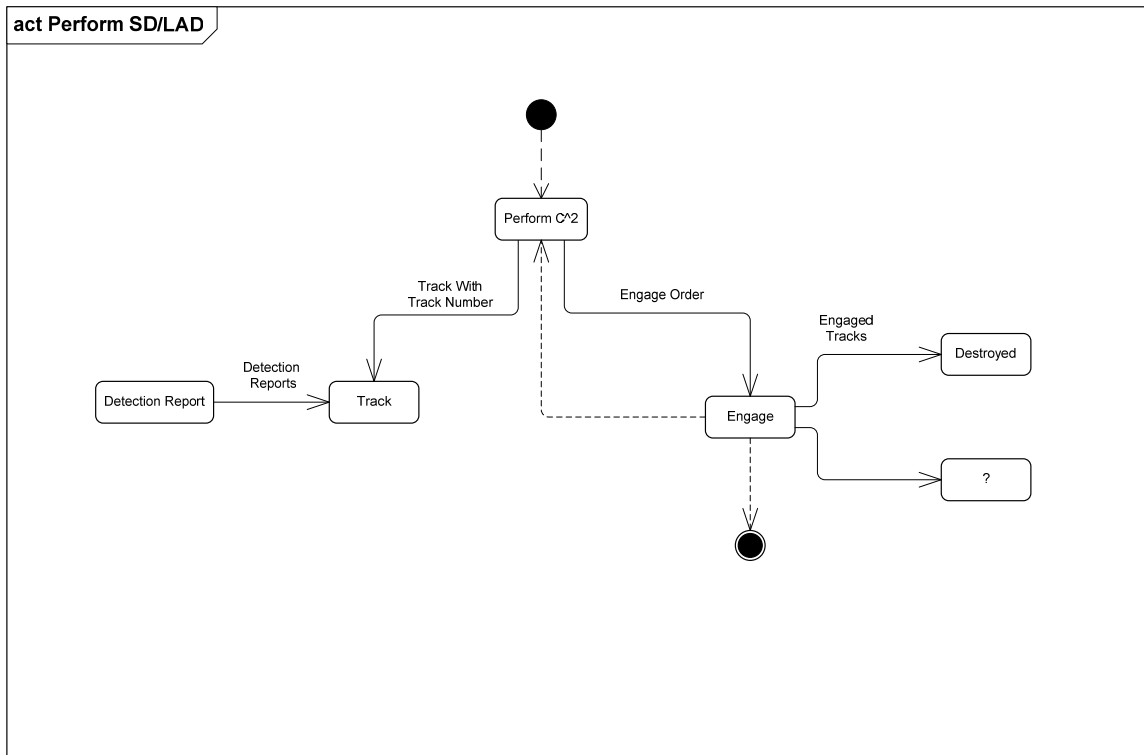 act Perform SD/LAD
Perform C^2
Track With
Track Number
Engage Order
Engaged
Tracks
Destroyed
Detection
Reports
Detection Report
Track
Engage
?